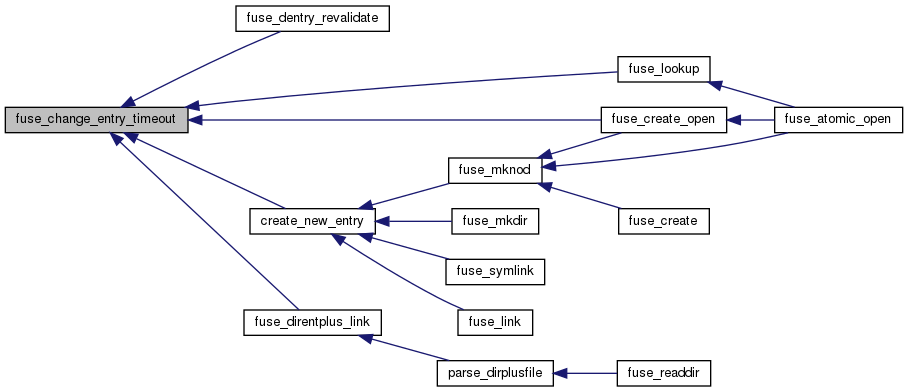 fuse_dentry_revalidate
fuse_lookup
fuse_change_entry_timeout
fuse_create_open
fuse_atomic_open
fuse_mknod
create_new_entry
fuse_mkdir
fuse_create
fuse_symlink
fuse_direntplus_link
fuse_link
parse_dirplusfile
fuse_readdir